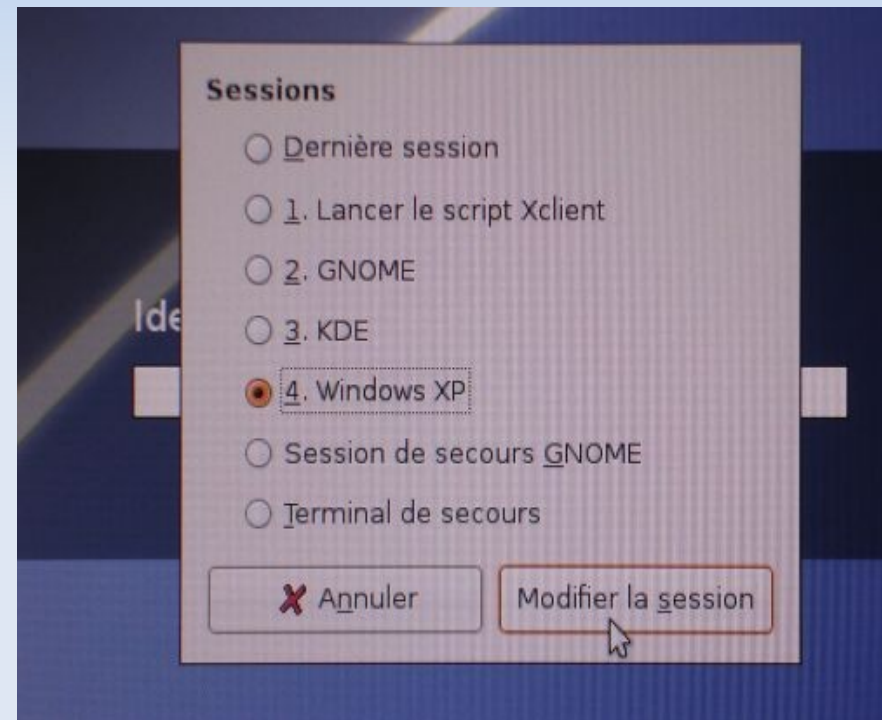 Sessions
Dernière session
1. Lancer le script Xclient
2. GNOME
3. KDE
Ide
4. Windows XP
Session de secours GNOME
Terminal de secours
Annuler
Modifier la session